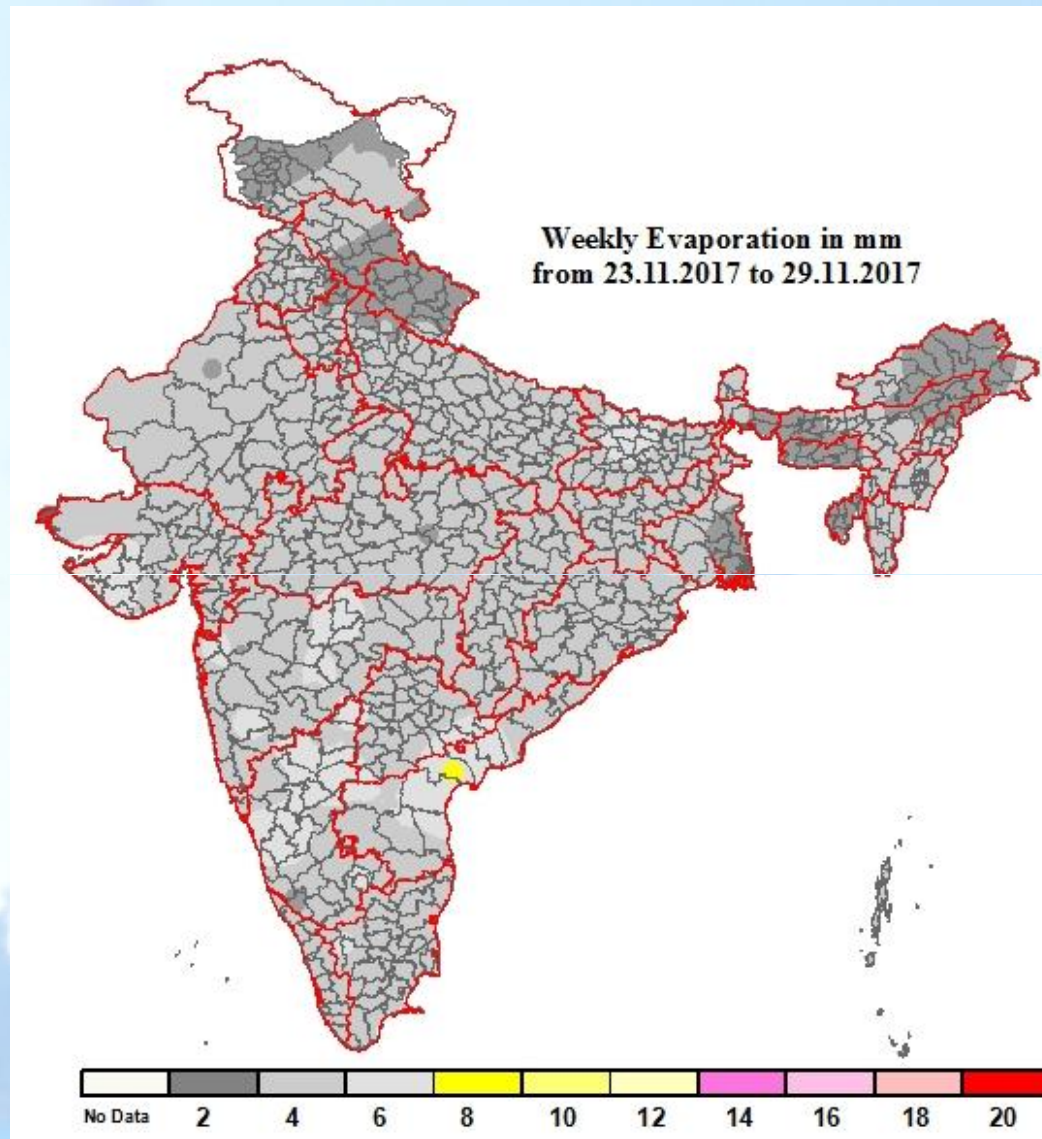 Weekly Evaporation in mm
from 23.11.2017 to 29.11.2017
No Data 2 4 6 8 10 12 14 16 18 20